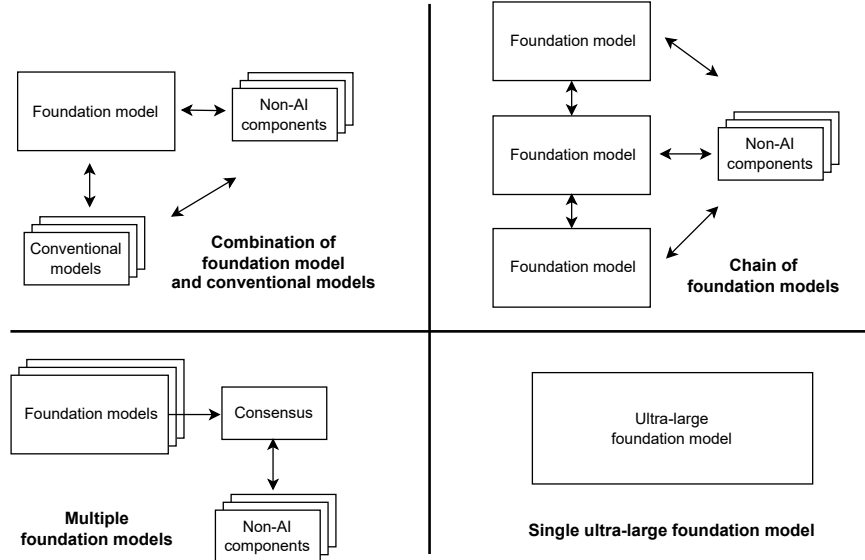 Foundation model
Non-AI
components
Conventional
models
Combination of
foundation model
and conventional models
Foundation model
Foundation model
Foundation model
Non-AI
components
Chain of
foundation models
Foundation models
Consensus
Non-AI
components
Multiple
foundation models
Ultra-large
foundation model
Single ultra-large foundation model